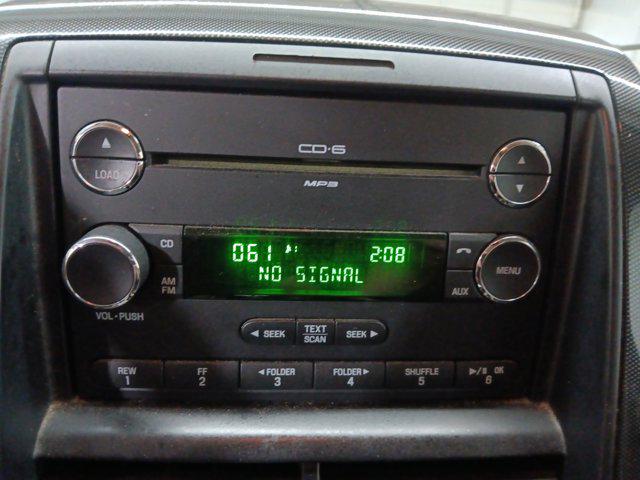 CD·6
LOAD
MP3
CD
061 2:08
NO SIGNAL
AM
FM
MENU
AUX
VOL·PUSH
◄ SEEK
TEXT
SCAN
SEEK ►
REW
1
FF
2
◄ FOLDER
3
FOLDER ►
4
SHUFFLE
5
►/II OK
6